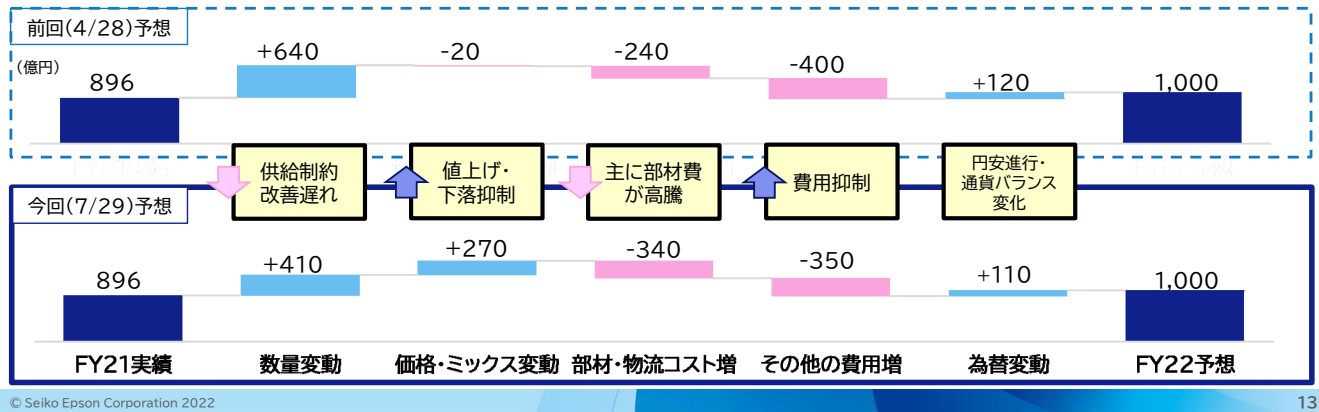 前回(4/28)予想
(億円)
896
+640
-20
-240
-400
+120
1,000
供給制約
改善遅れ
値上げ・
下落抑制
主に部材費
が高騰
費用抑制
円安進行・
通貨バランス
変化
今回(7/29)予想
896
+410
+270
-340
-350
+110
1,000
FY21実績
数量変動
価格・ミックス変動
部材・物流コスト増
その他の費用増
為替変動
FY22予想
© Seiko Epson Corporation 2022
13